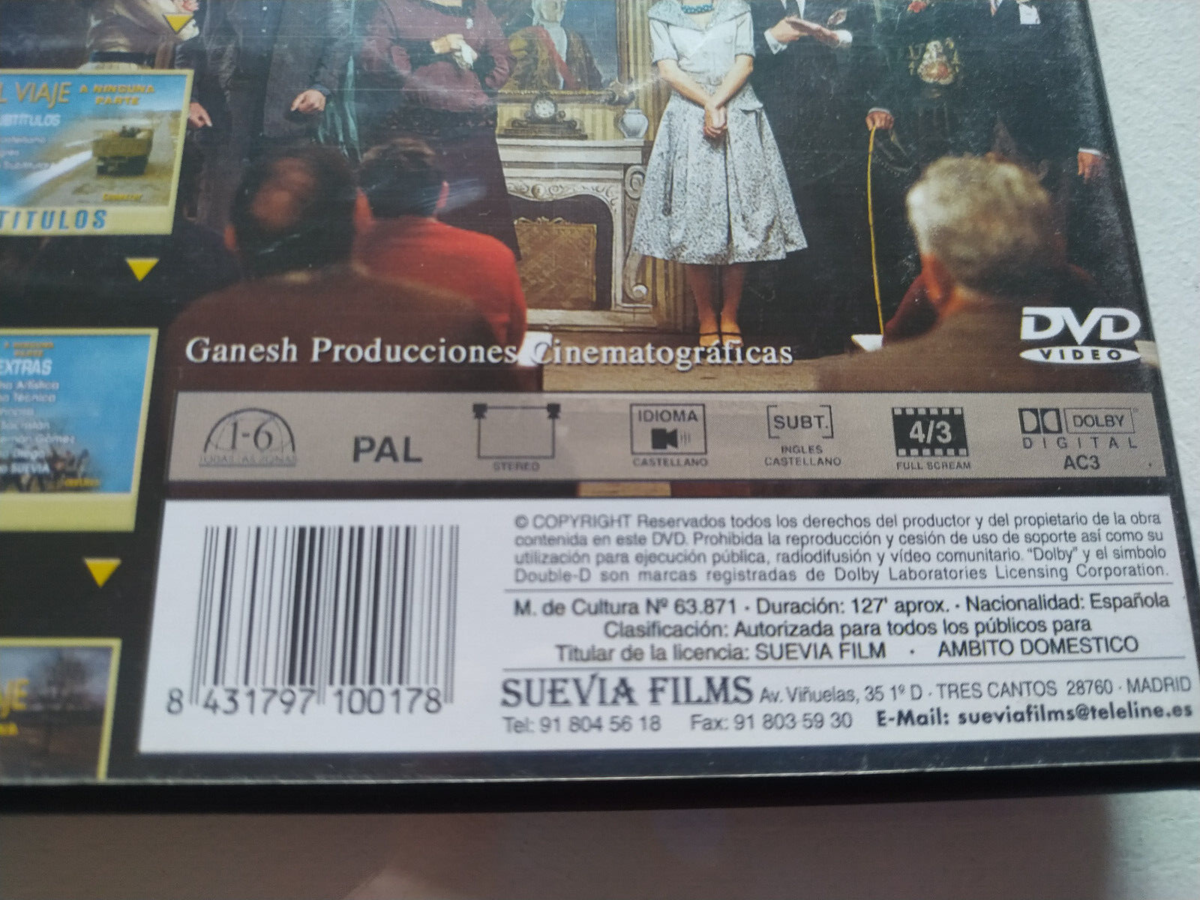 L VIAJE A NINGUNA
PARTE
SUBTITULOS
TITULOS
EXTRAS
Ganesh Producciones Cinematográficas
DVD
VIDEO
1-6
TODAS LAS ZONAS
PAL
STEREO
IDIOMA
CASTELLANO
SUBT.
INGLES
CASTELLANO
4/3
FULL SCREAM
DOLBY
DIGITAL
AC3
© COPYRIGHT Reservados todos los derechos del productor y del propietario de la obra
contenida en este DVD. Prohibida la reproducción y cesión de uso de soporte así como su
utilización para ejecución pública, radiodifusión y vídeo comunitario. "Dolby" y el simbolo
Double-D son marcas registradas de Dolby Laboratories Licensing Corporation.
M. de Cultura Nº 63.871 · Duración: 127' aprox. · Nacionalidad: Española
Clasificación: Autorizada para todos los públicos para
Titular de la licencia: SUEVIA FILM · AMBITO DOMESTICO
SUEVIA FILMS Av. Viñuelas, 35 1º D · TRES CANTOS 28760 · MADRID
Tel: 91 804 56 18 Fax: 91 803 59 30 E-Mail: sueviafilms@teleline.es
8 431797 100178